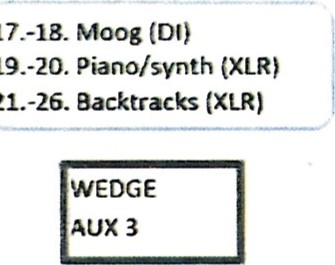 17.-18. Moog (DI)
19.-20. Piano/synth (XLR)
21.-26. Backtracks (XLR)
WEDGE
AUX 3